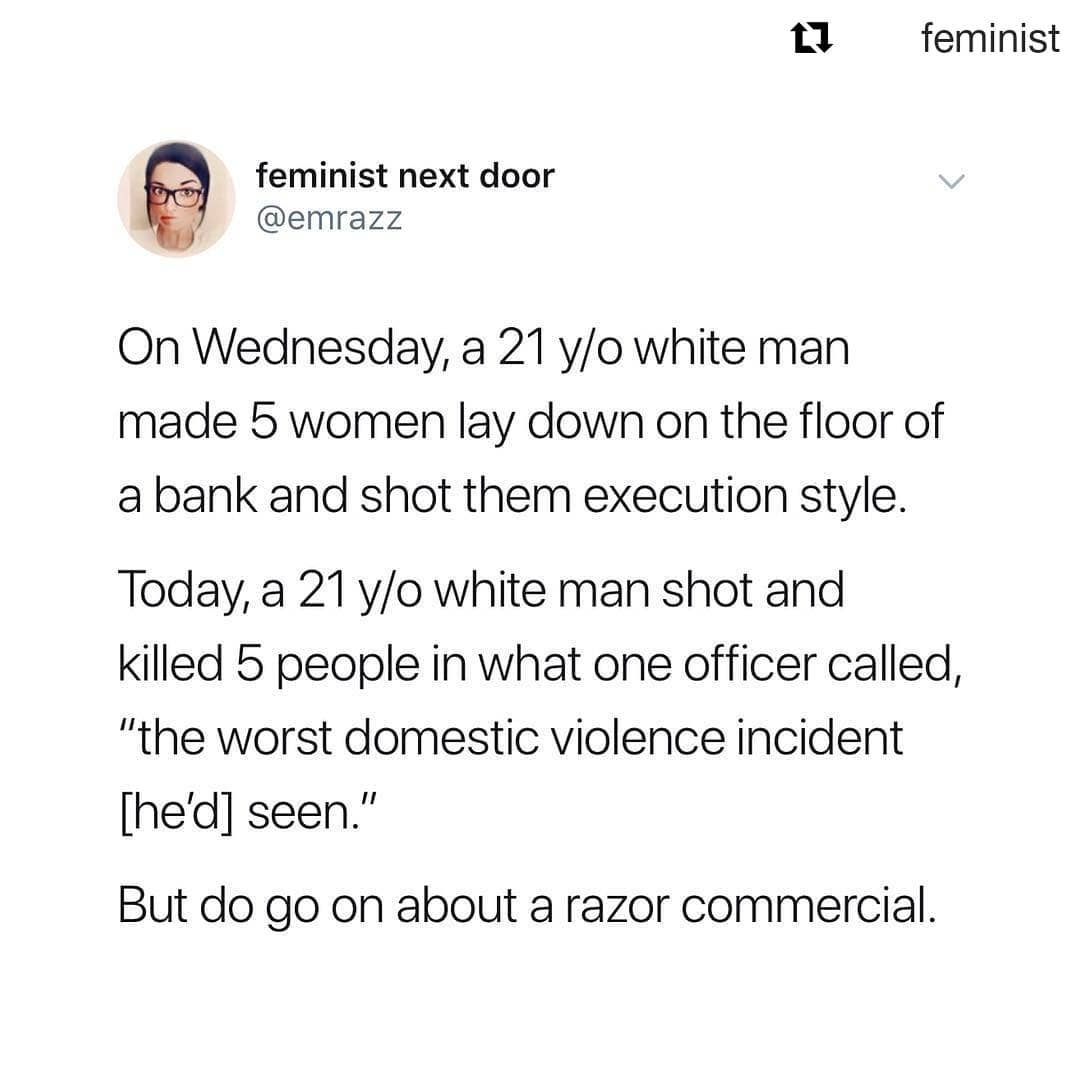 feminist
feminist next door
@emrazz
On Wednesday, a 21 y/o white man
made 5 women lay down on the floor of
a bank and shot them execution style.
Today, a 21 y/o white man shot and
killed 5 people in what one officer called,
"the worst domestic violence incident
[he'd] seen."
But do go on about a razor commercial.